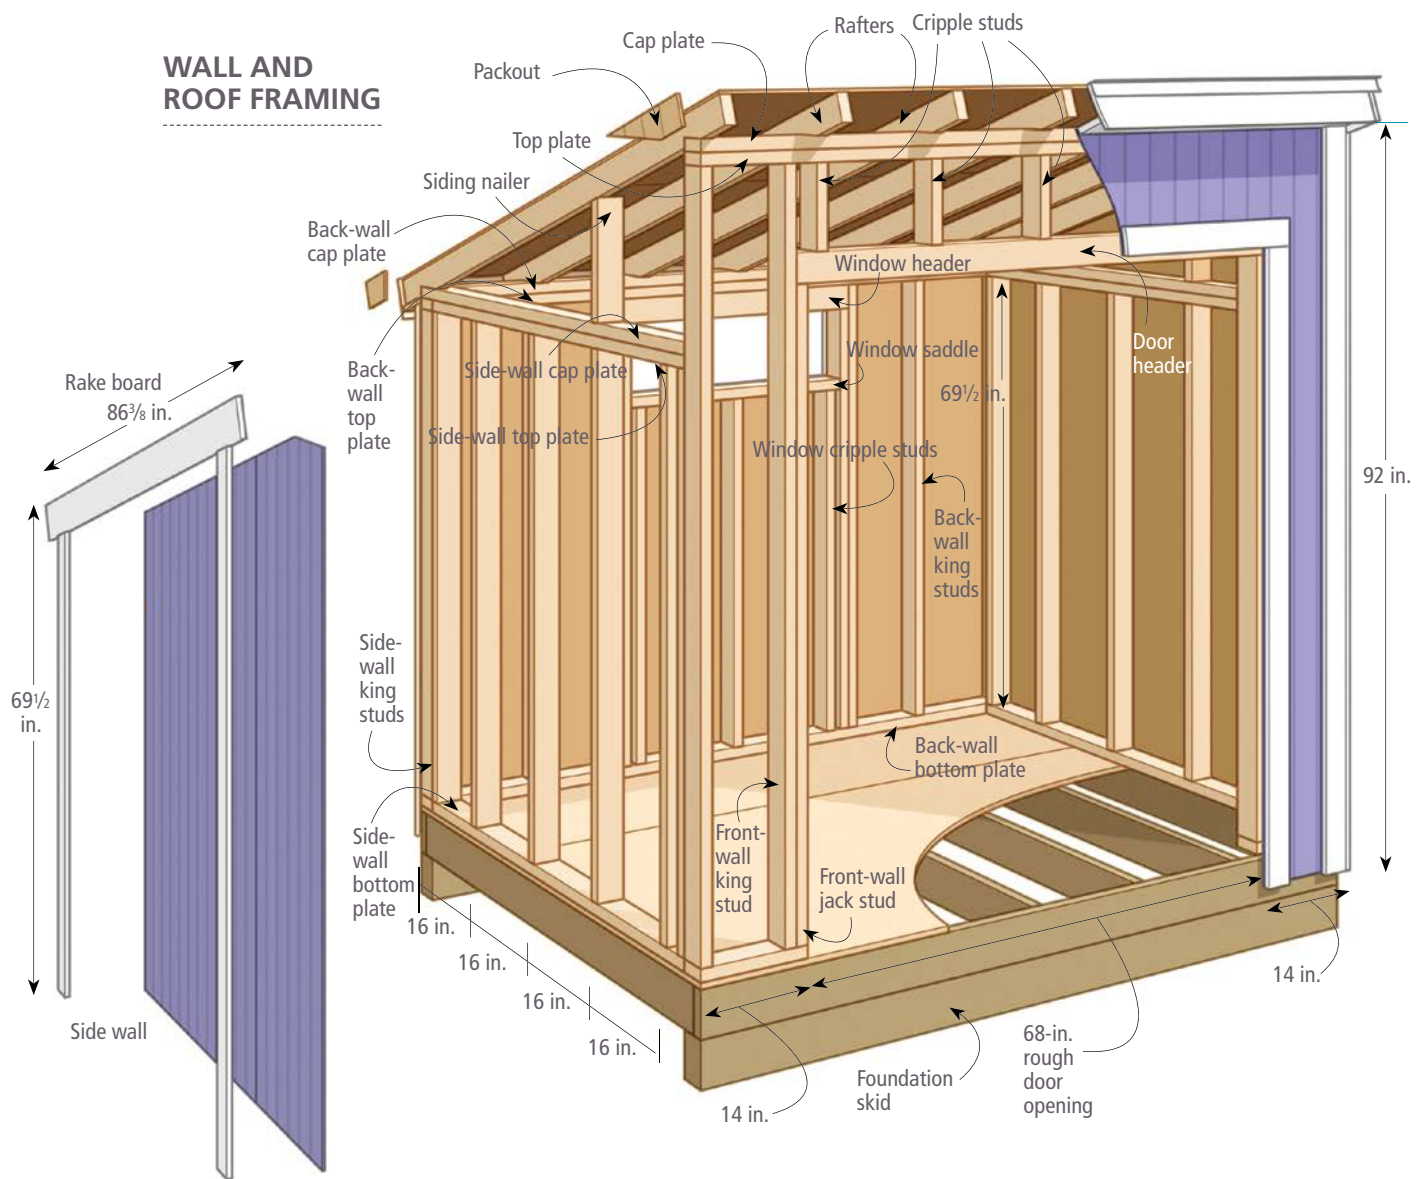 WALL AND
ROOF FRAMING
Packout
Cap plate
Rafters
Cripple studs
Top plate
Siding nailer
Back-wall
cap plate
Window header
Door
header
Window saddle
Back-
wall
top
plate
Side-wall cap plate
Side-wall top plate
69½ in.
Window cripple studs
Back-
wall
king
studs
92 in.
Rake board
86⅜ in.
69½
in.
Side wall
Side-
wall
king
studs
Side-
wall
bottom
plate
Back-wall
bottom plate
Front-
wall
king
stud
Front-wall
jack stud
16 in.
16 in.
16 in.
16 in.
14 in.
Foundation
skid
68-in.
rough
door
opening
14 in.